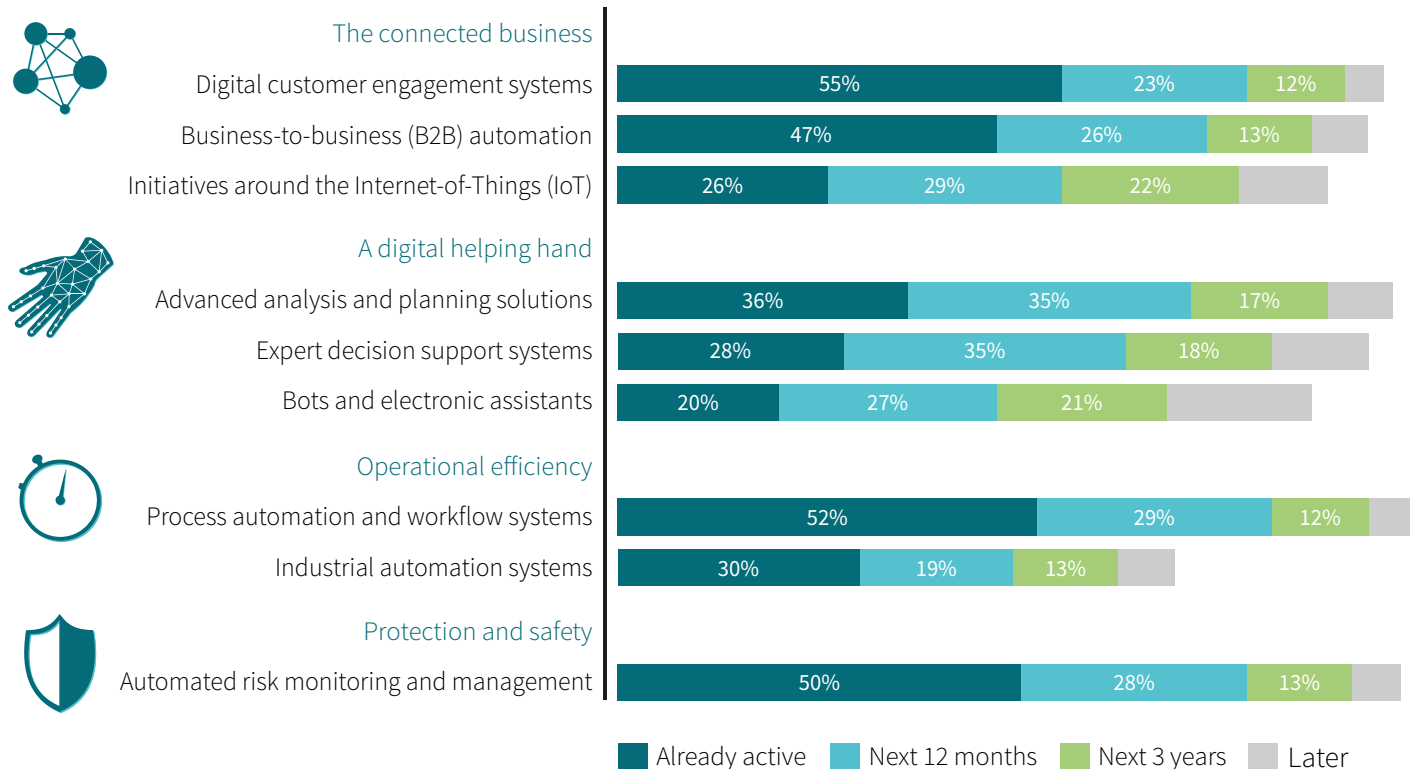 The connected business
Digital customer engagement systems 55% 23% 12%
Business-to-business (B2B) automation 47% 26% 13%
Initiatives around the Internet-of-Things (IoT) 26% 29% 22%
A digital helping hand
Advanced analysis and planning solutions 36% 35% 17%
Expert decision support systems 28% 35% 18%
Bots and electronic assistants 20% 27% 21%
Operational efficiency
Process automation and workflow systems 52% 29% 12%
Industrial automation systems 30% 19% 13%
Protection and safety
Automated risk monitoring and management 50% 28% 13%
Already active Next 12 months Next 3 years Later